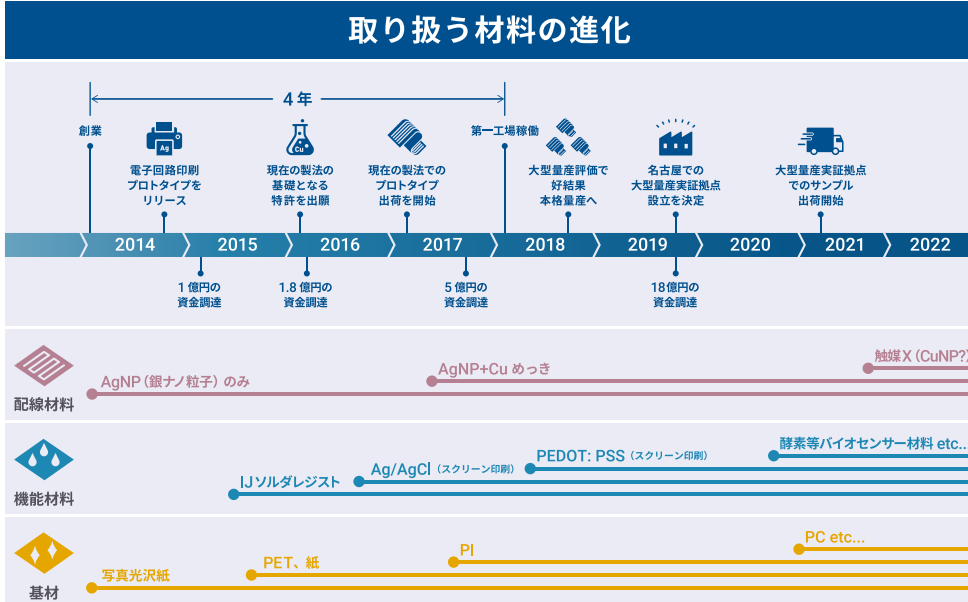 取り扱う材料の進化
4年
創業
Ag
電子回路印刷
プロトタイプを
リリース
Cu
現在の製法の
基礎となる
特許を出願
現在の製法での
プロトタイプ
出荷を開始
第一工場稼働
大型量産評価で
好結果
本格量産へ
名古屋での
大型量産実証拠点
設立を決定
大型量産実証拠点
でのサンプル
出荷開始
2014 2015 2016 2017 2018 2019 2020 2021 2022
1億円の
資金調達
1.8億円の
資金調達
5億円の
資金調達
18億円の
資金調達
配線材料
AgNP（銀ナノ粒子）のみ
AgNP+Cu めっき
触媒X（CuNP?）
機能材料
IJソルダレジスト
Ag/AgCl（スクリーン印刷）
PEDOT: PSS（スクリーン印刷）
酵素等バイオセンサー材料 etc...
基材
写真光沢紙
PET、紙
PI
PC etc...